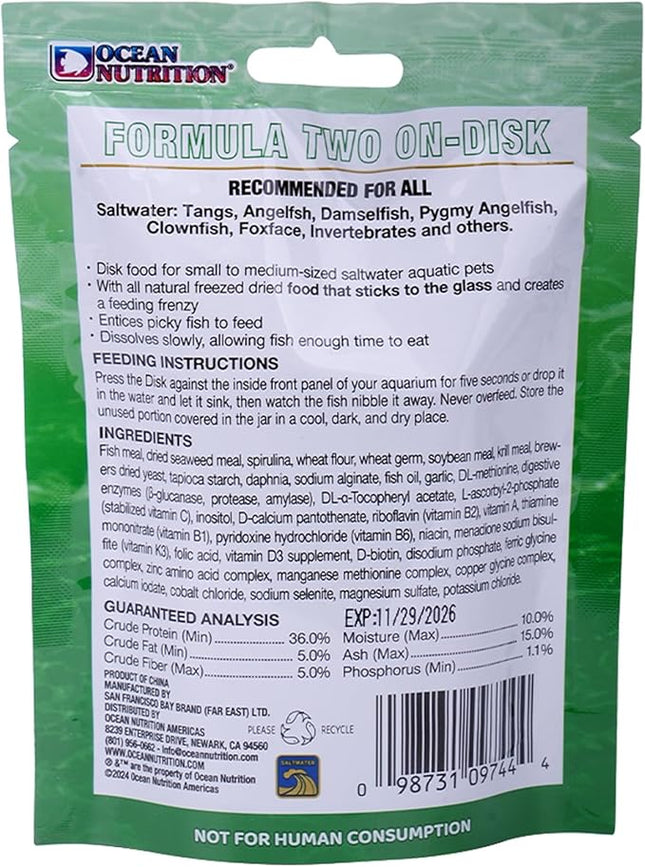 OCEAN
NUTRITION®
FORMULA TWO ON-DISK
RECOMMENDED FOR ALL
Saltwater: Tangs, Angelfsh, Damselfish, Pygmy Angelfish,
Clownfish, Foxface, Invertebrates and others.
· Disk food for small to medium-sized saltwater aquatic pets
· With all natural freezed dried food that sticks to the glass and creates
a feeding frenzy
· Entices picky fish to feed
· Dissolves slowly, allowing fish enough time to eat
FEEDING INSTRUCTIONS
Press the Disk against the inside front panel of your aquarium for five seconds or drop it
in the water and let it sink, then watch the fish nibble it away. Never overfeed. Store the
unused portion covered in the jar in a cool, dark, and dry place.
INGREDIENTS
Fish meal, dried seaweed meal, spirulina, wheat flour, wheat germ, soybean meal, krill meal, brew-
ers dried yeast, tapioca starch, daphnia, sodium alginate, fish oil, garlic, DL-methionine, digestive
enzymes (β-glucanase, protease, amylase), DL-α-Tocopheryl acetate, L-ascorbyl-2-phosphate
(stabilized vitamin C), inositol, D-calcium pantothenate, riboflavin (vitamin B2), vitamin A, thiamine
mononitrate (vitamin B1), pyridoxine hydrochloride (vitamin B6), niacin, menadione sodium bisul-
fite (vitamin K3), folic acid, vitamin D3 supplement, D-biotin, disodium phosphate, ferric glycine
complex, zinc amino acid complex, manganese methionine complex, copper glycine complex,
calcium iodate, cobalt chloride, sodium selenite, magnesium sulfate, potassium chloride.
GUARANTEED ANALYSIS
Crude Protein (Min) 36.0%
Crude Fat (Min) 5.0%
Crude Fiber (Max) 5.0%
EXP:11/29/2026
Moisture (Max) 10.0%
Ash (Max) 15.0%
Phosphorus (Min) 1.1%
PRODUCT OF CHINA
MANUFACTURED BY
SAN FRANCISCO BAY BRAND (FAR EAST) LTD.
DISTRIBUTED BY
OCEAN NUTRITION AMERICAS
8239 ENTERPRISE DRIVE, NEWARK, CA 94560
(801) 956-0662 - info@oceannutrition.com
WWW.OCEANNUTRITION.COM
® &™ are the property of Ocean Nutrition
©2024 Ocean Nutrition Americas
PLEASE RECYCLE
SALTWATER
0 98731 09744 4
NOT FOR HUMAN CONSUMPTION